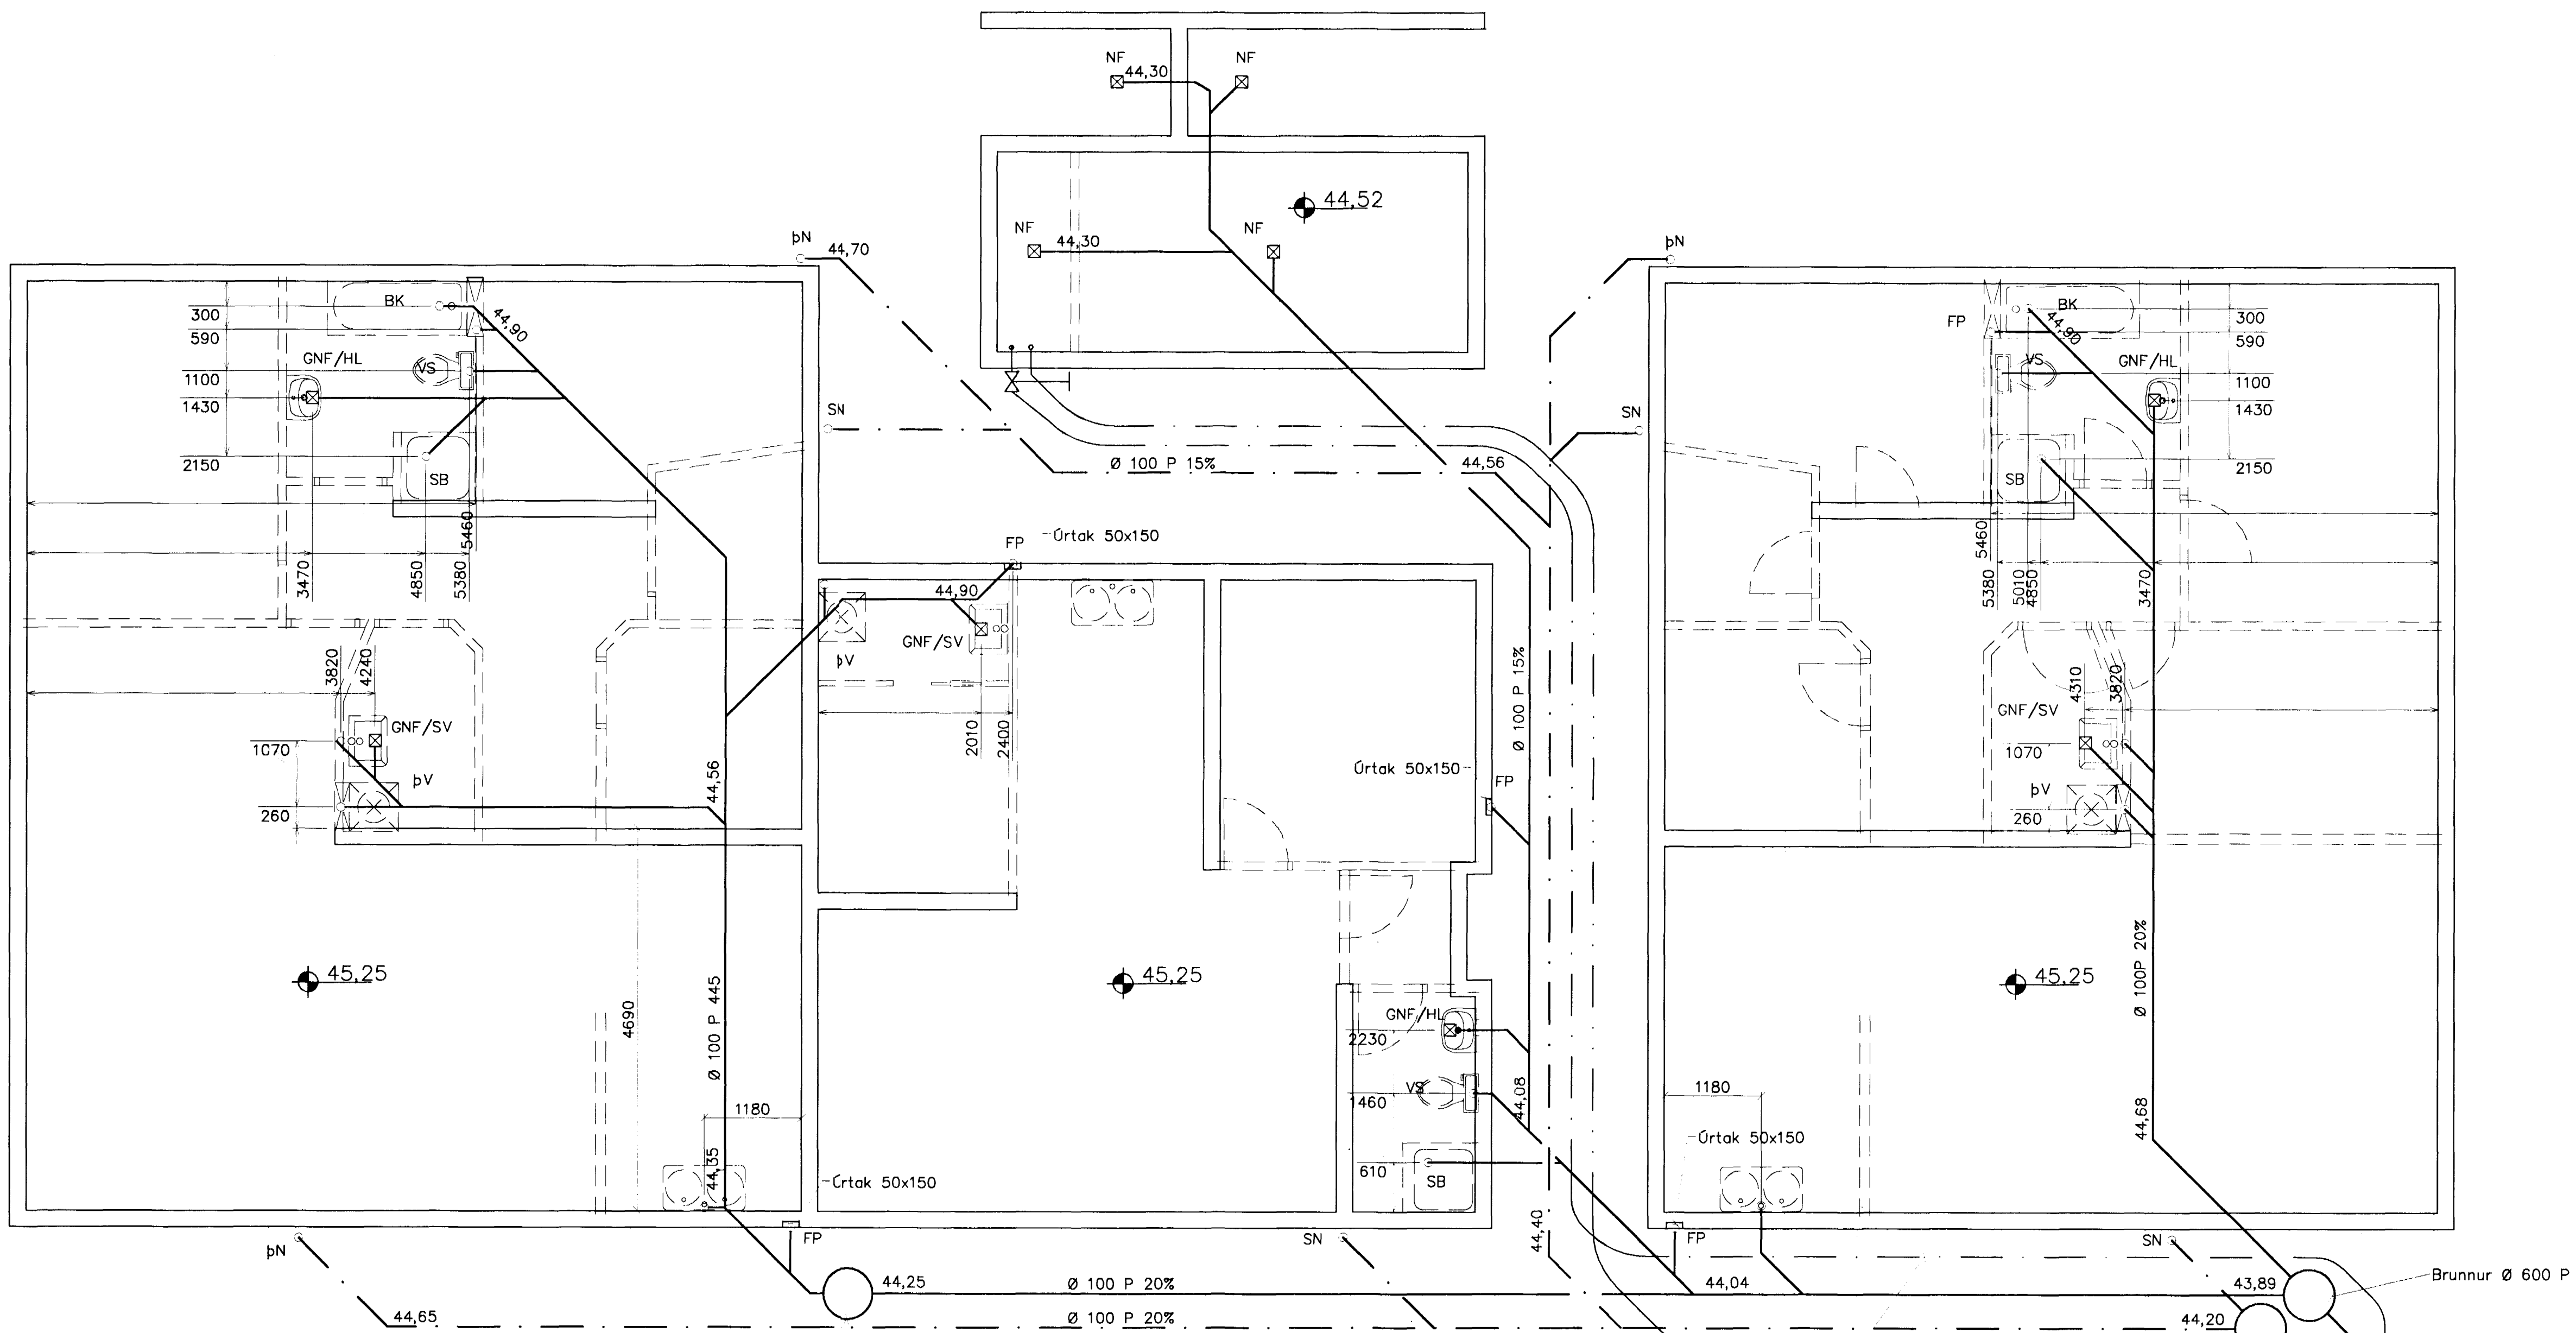 NF
NF
44,30
44,52
NF
NF
44,30
þN
44,70
þN
300
590
1100
1430
2150
BK
44,90
GNF/HL
VS
SB
5460
3470
4850
5380
SN
Ø 100 P 15%
44,56
SN
FP
BK
44,90
VS
GNF/HL
SB
300
590
1100
1430
2150
5460
5380
5010
4850
3470
FP
Úrtak 50x150
44,90
GNF/SV
þV
2010
2400
3820
4240
GNF/SV
1070
þV
260
44,56
Ø 100 P 15%
Úrtak 50x150
FP
4310
3820
GNF/SV
1070
þV
260
45,25
45,25
45,25
4690
Ø 100 P 445
Ø 100P 20%
GNF/HL
2230
VS
1460
44,08
610
SB
1180
44,35
Úrtak 50x150
1180
Úrtak 50x150
44,68
þN
FP
SN
44,40
FP
SN
44,25
Ø 100 P 20%
44,04
43,89
Brunnur Ø 600 P
44,65
Ø 100 P 20%
44,20